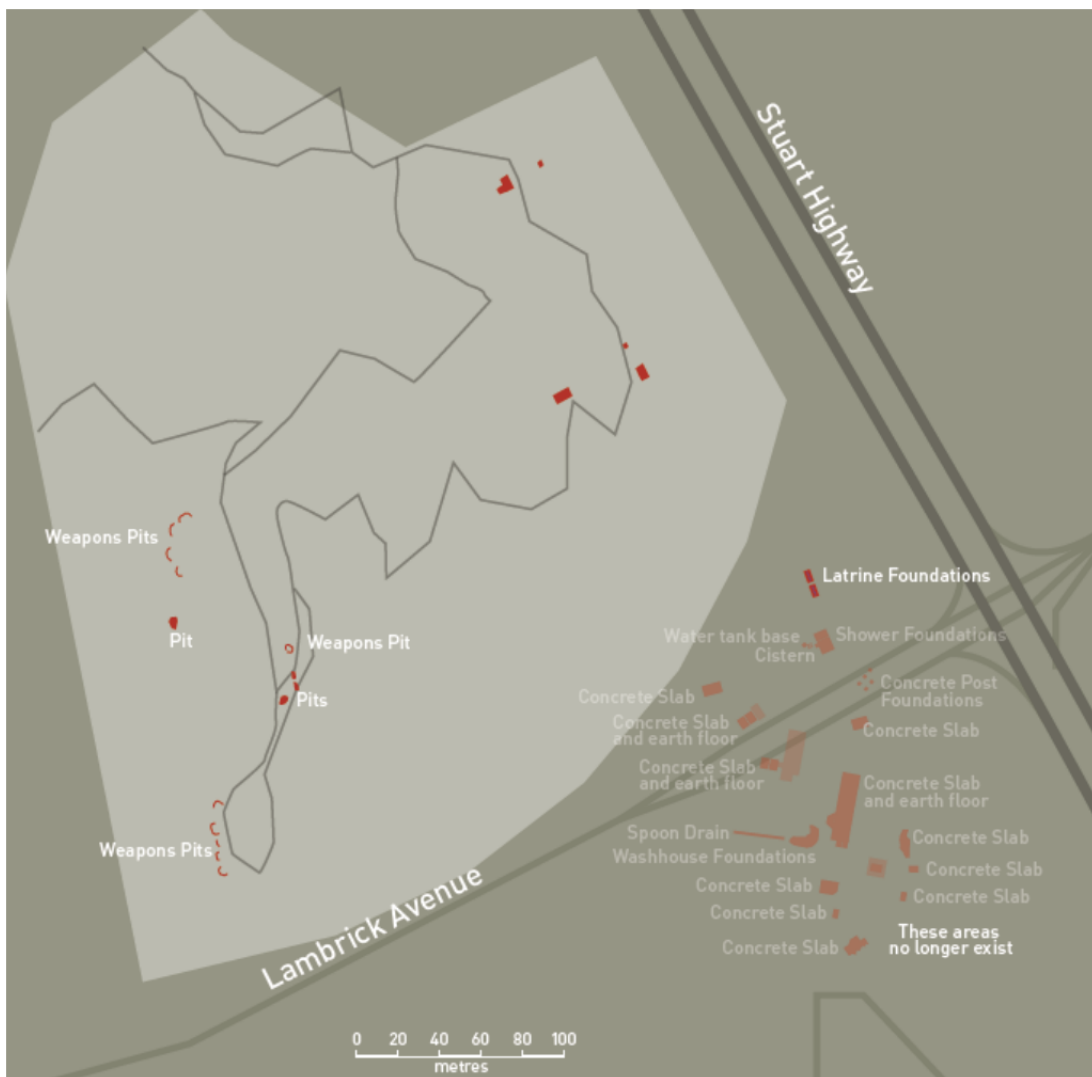 Stuart Highway
Weapons Pits
Latrine Foundations
Pit
Weapons Pit
Water tank base
Shower Foundations
Cistern
Concrete Slab
Pits
Concrete Post
Foundations
Concrete Slab
and earth floor
Concrete Slab
Concrete Slab
and earth floor
Concrete Slab
and earth floor
Spoon Drain
Concrete Slab
Weapons Pits
Washhouse Foundations
Concrete Slab
Concrete Slab
Concrete Slab
Concrete Slab
Lambrick Avenue
These areas
no longer exist
Concrete Slab
0 20 40 60 80 100
metres